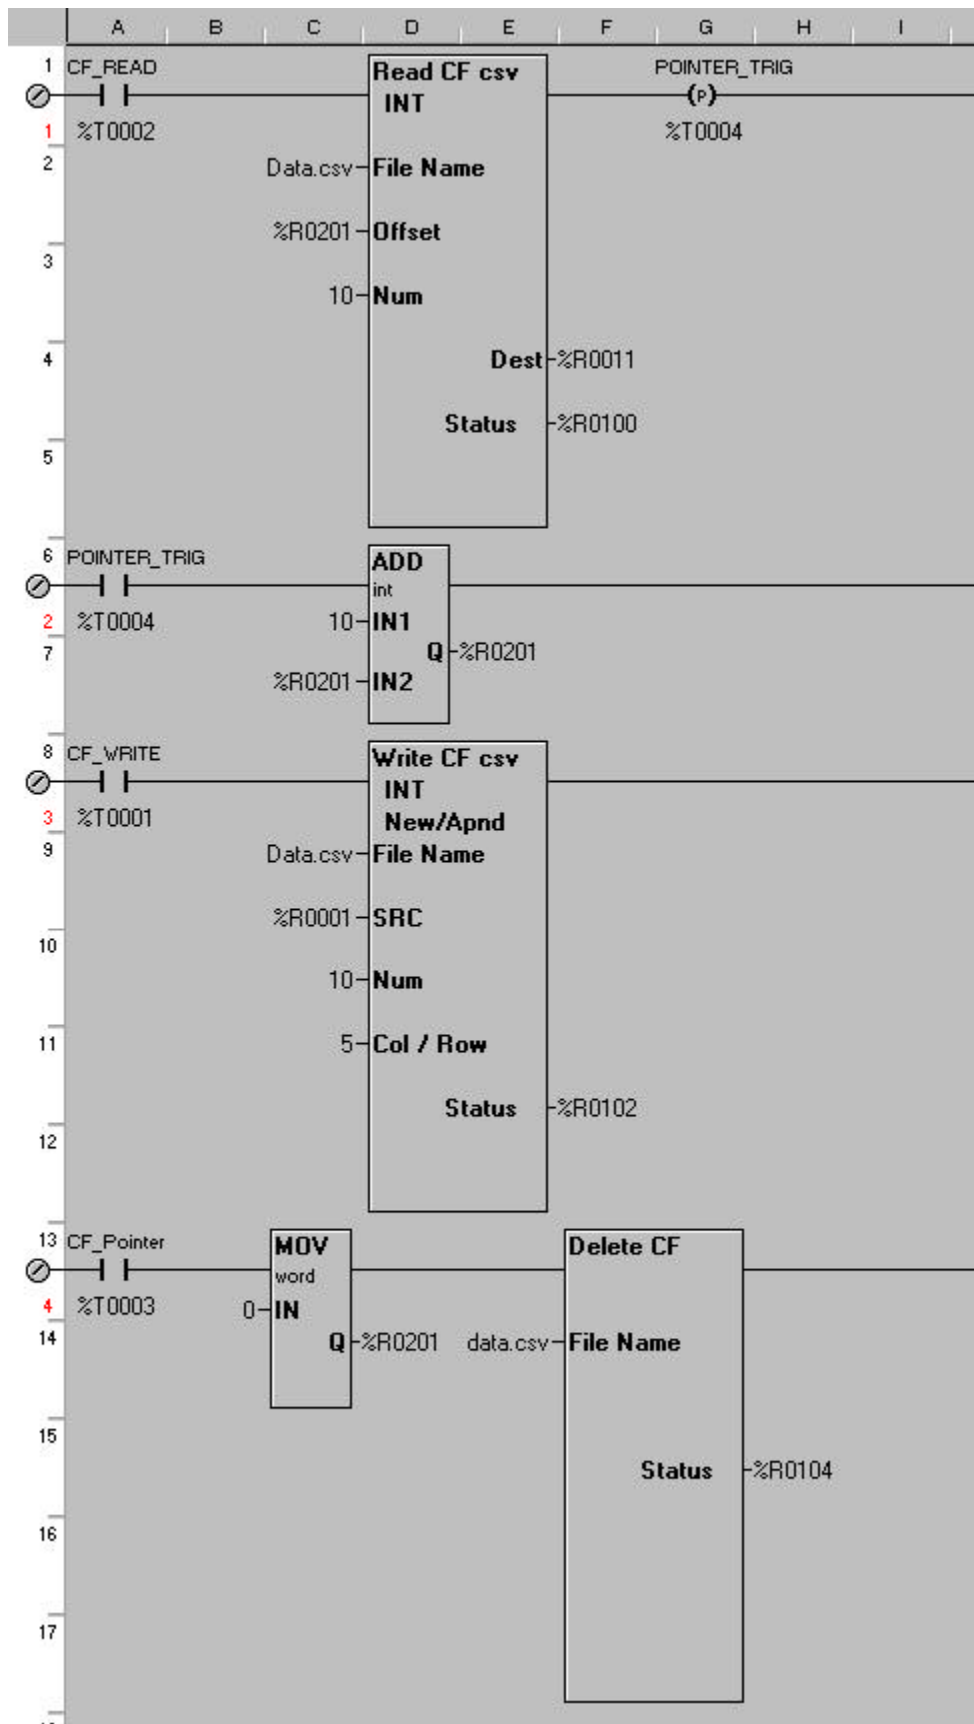 A B C D E F G H I
1 CF_READ Read CF csv POINTER_TRIG
INT (P)
1 %T0002 %T0004
2 Data.csv File Name
%R0201 Offset
3
10 Num
4 Dest %R0011
Status %R0100
5
6 POINTER_TRIG ADD
int
2 %T0004 10 IN1
7 Q %R0201
%R0201 IN2
8 CF_WRITE Write CF csv
INT
3 %T0001 New/Apnd
9 Data.csv File Name
%R0001 SRC
10
10 Num
11 5 Col / Row
Status %R0102
12
13 CF_Pointer MOV Delete CF
word
4 %T0003 0 IN
14 Q %R0201 data.csv File Name
15
Status %R0104
16
17